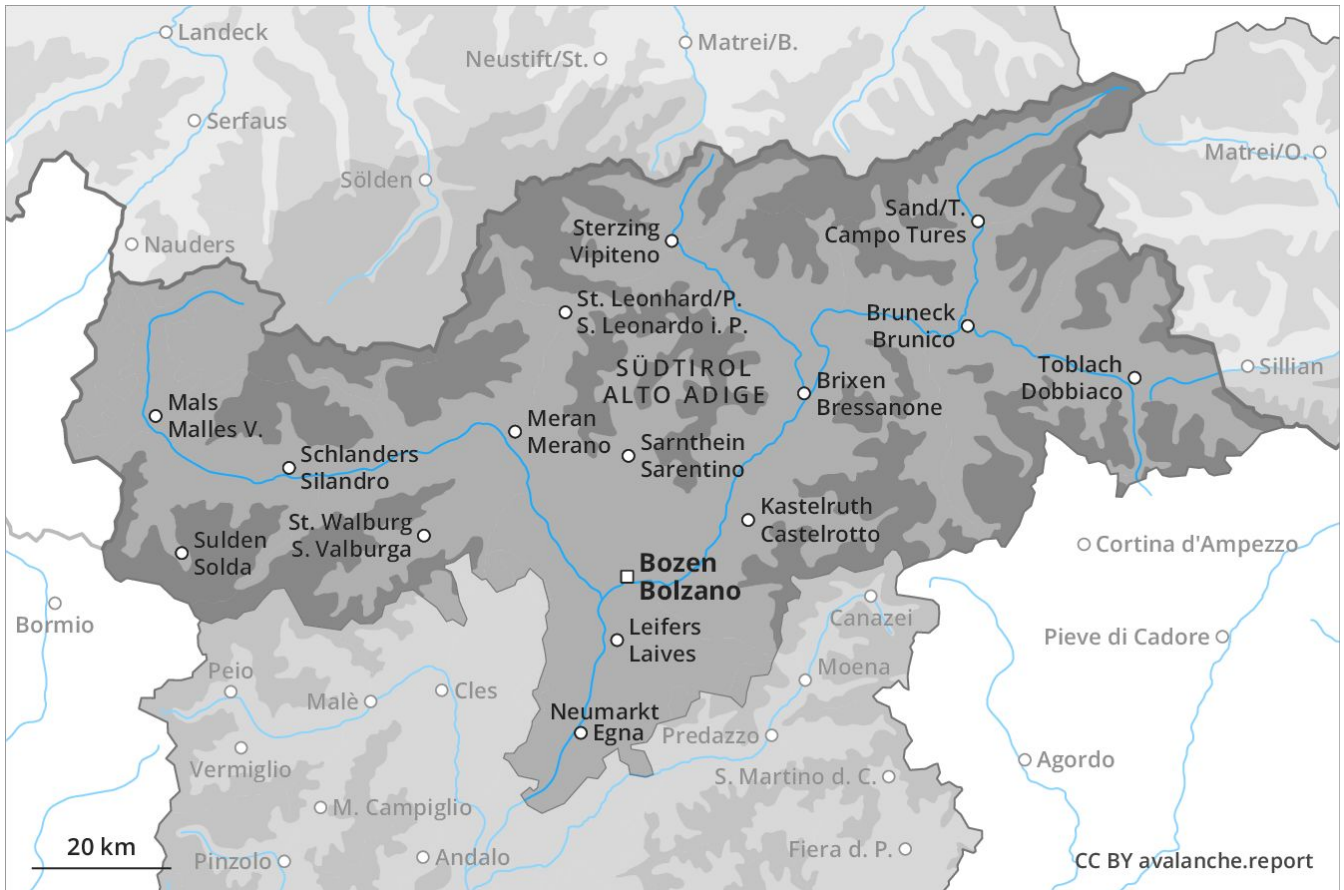 Landeck
Neustift/St.
Matrei/B.
Serfaus
Sölden
Matrei/O.
Nauders
Sterzing
Vipiteno
Sand/T.
Campo Tures
St. Leonhard/P.
S. Leonardo i. P.
Bruneck
Brunico
SÜDTIROL
ALTO ADIGE
Toblach
Dobbiaco
Sillian
Brixen
Bressanone
Mals
Malles V.
Meran
Merano
Sarnthein
Sarentino
Schlanders
Silandro
Kastelruth
Castelrotto
St. Walburg
S. Valburga
Sulden
Solda
Cortina d'Ampezzo
Bozen
Bolzano
Bormio
Canazei
Leifers
Laives
Pieve di Cadore
Peio
Moena
Malè
Cles
Neumarkt
Egna
Predazzo
Vermiglio
S. Martino d. C.
Agordo
M. Campiglio
20 km
Pinzolo
Andalo
Fiera d. P.
CC BY avalanche.report